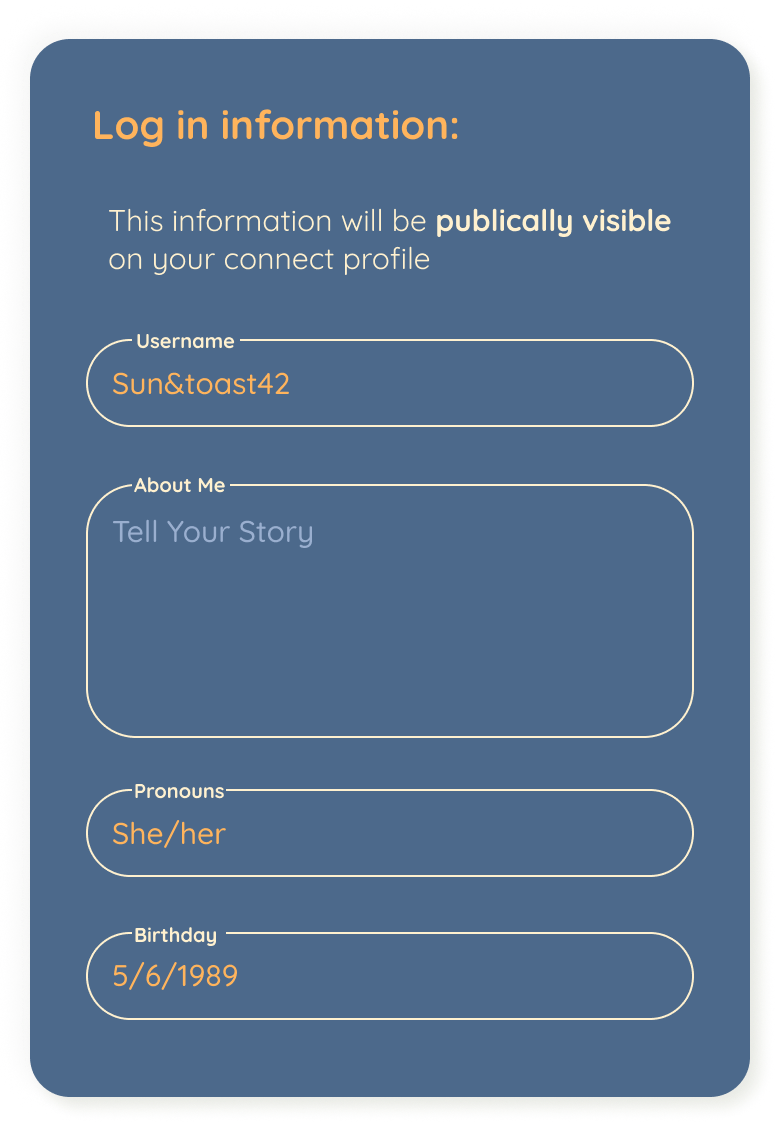 Log in information:
This information will be publically visible
on your connect profile
Username
Sun&toast42
About Me
Tell Your Story
Pronouns
She/her
Birthday
5/6/1989